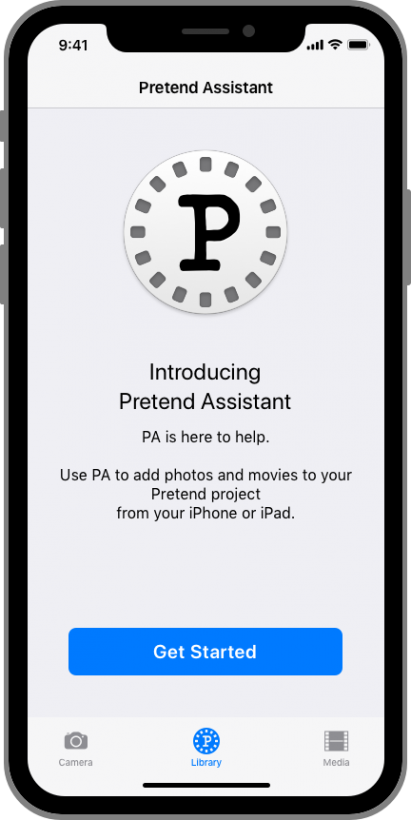 9:41
Pretend Assistant
P
Introducing
Pretend Assistant
PA is here to help.
Use PA to add photos and movies to your
Pretend project
from your iPhone or iPad.
Get Started
P
Camera
Library
Media